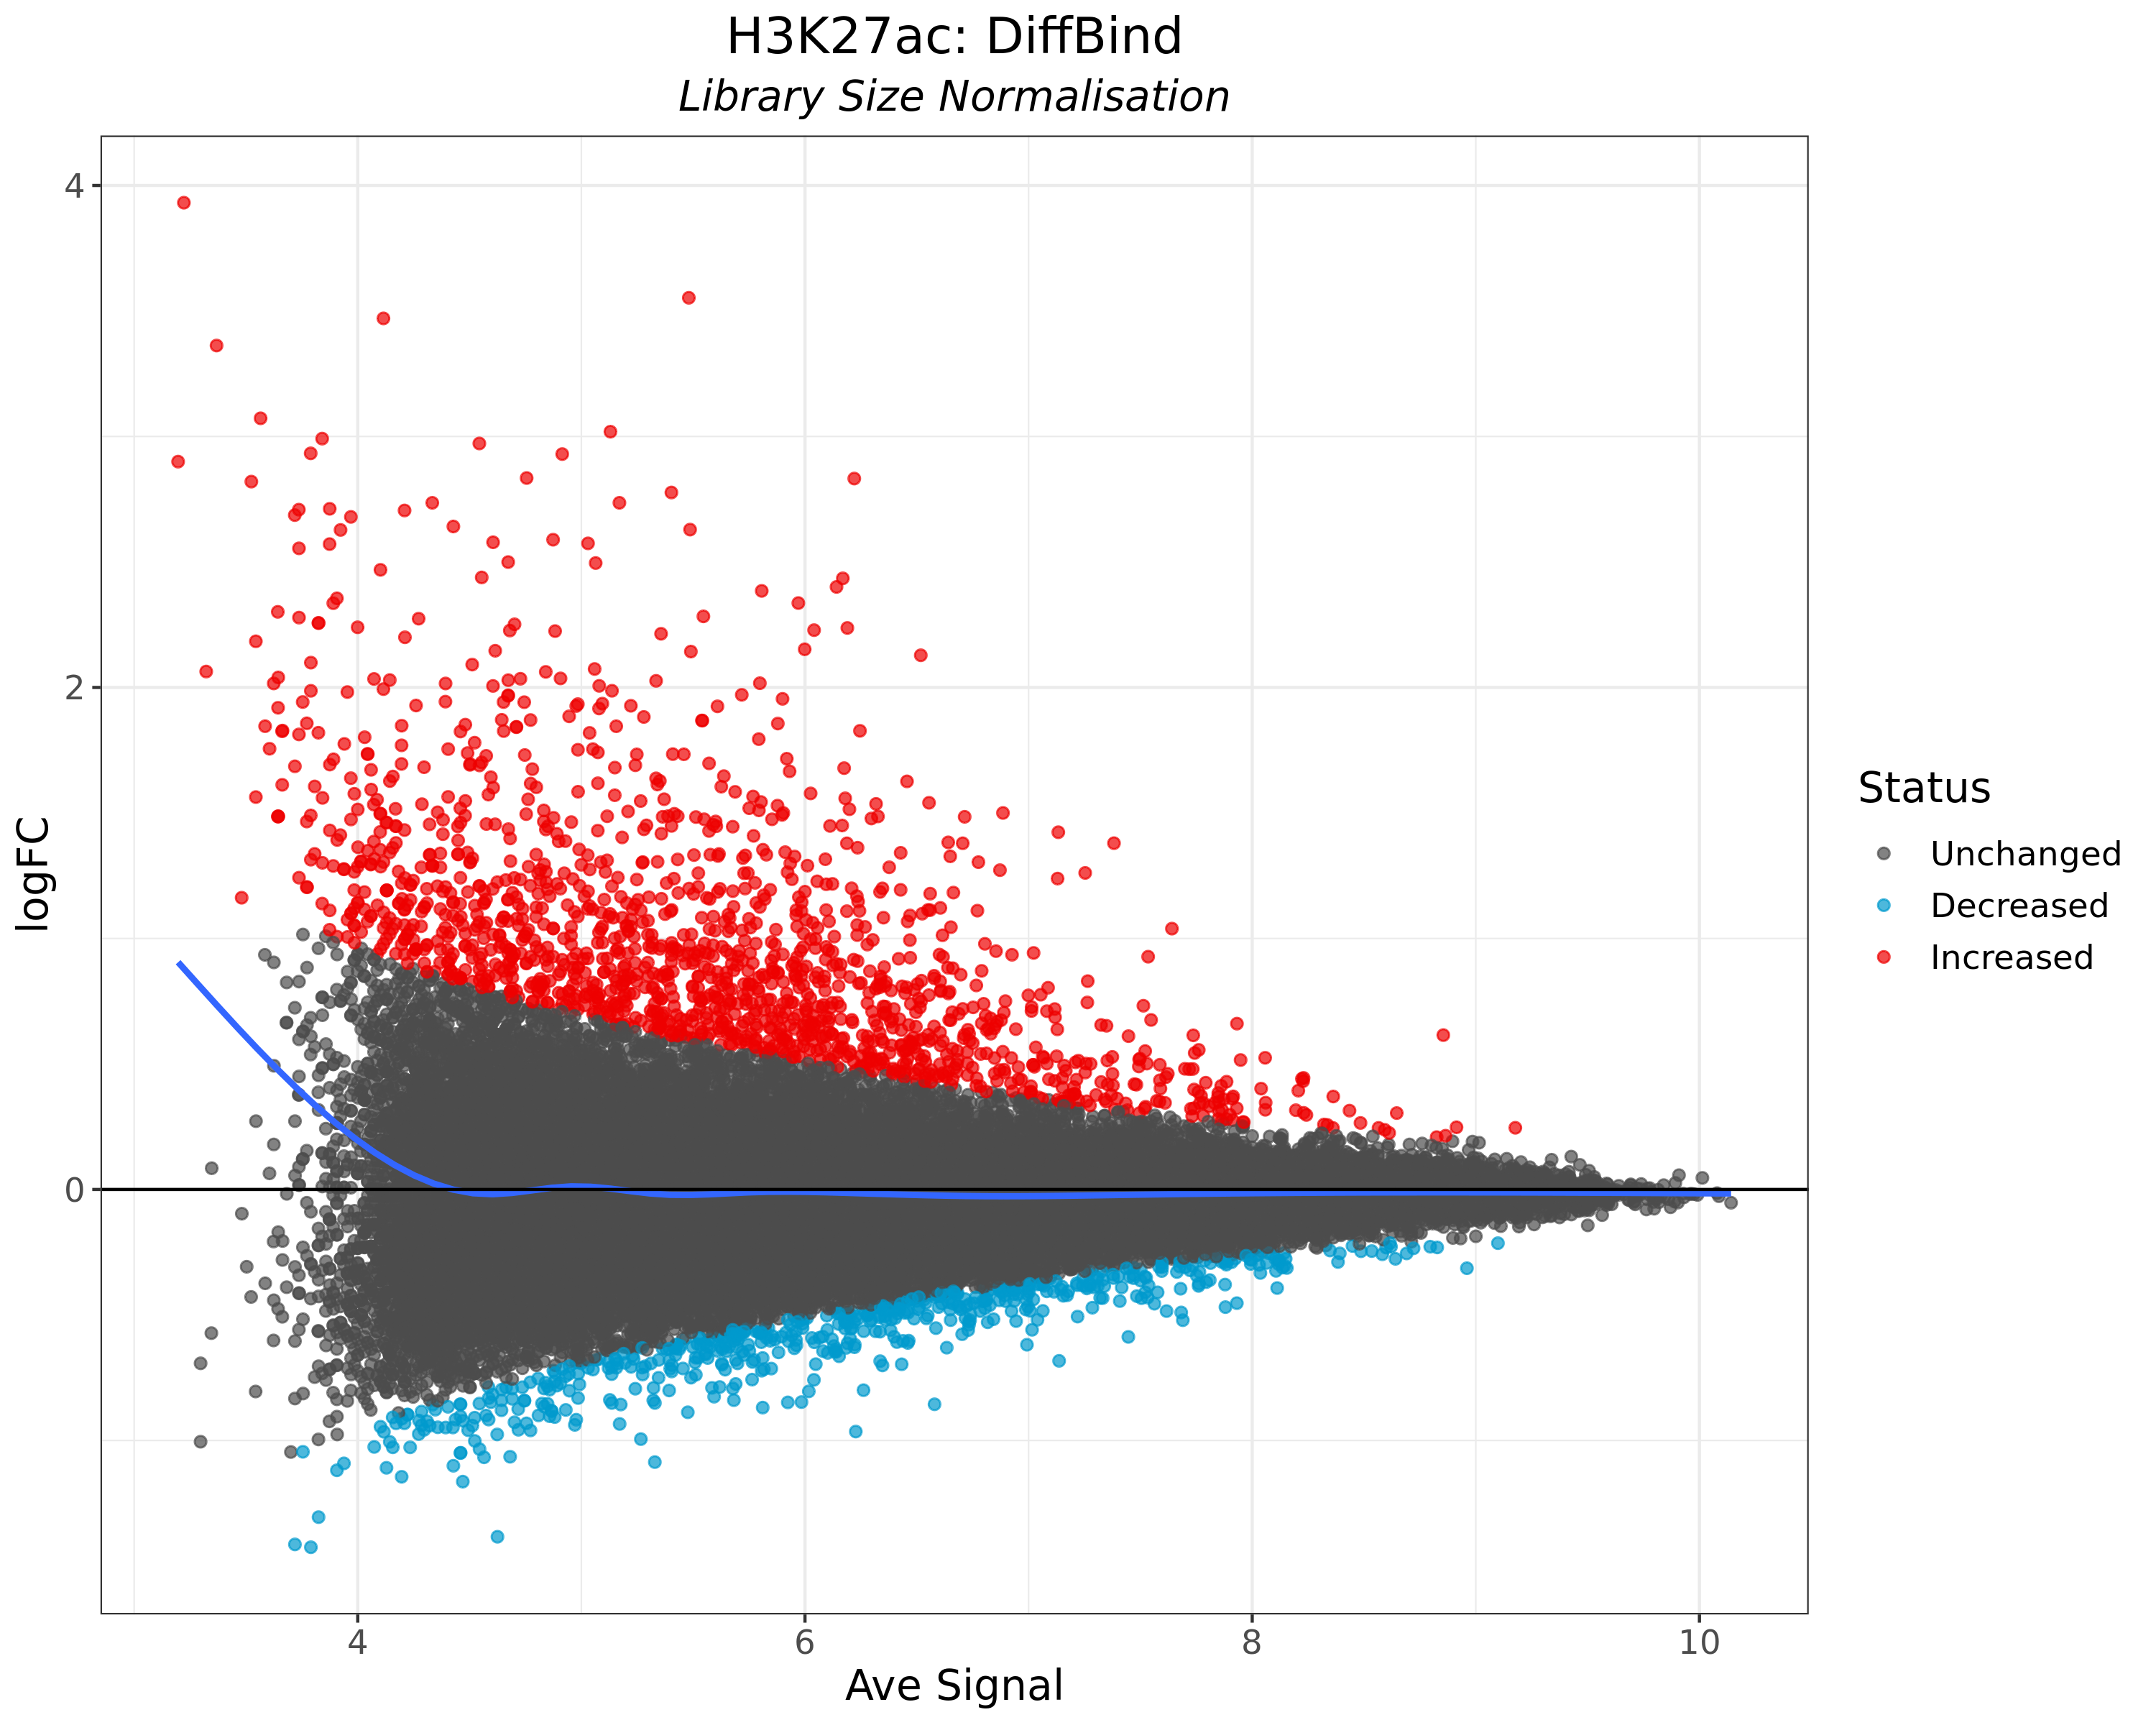 H3K27ac: DiffBind
Library Size Normalisation
logFC
4
2
0
4 6 8 10
Ave Signal
Status
Unchanged
Decreased
Increased